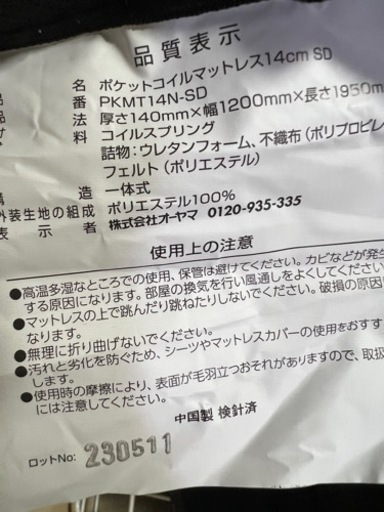 品質表示
名 ポケットコイルマットレス14cm SD
番 PKMT14N-SD
法 厚さ140mm×幅1200mm×長さ1950m
料 コイルスプリング
詰物：ウレタンフォーム、不織布（ポリプロピレ
フェルト（ポリエステル）
構 造 一体式
外装生地の組成 ポリエステル100%
表示者 株式会社オーヤマ 0120-935-335
使用上の注意
●高温多湿なところでの使用、保管は避けてください。カビなどが発生
する原因になります。部屋の換気を行い風通しをよくしてください。
●マットレスの上で跳んだり跳ねたりしないでください。破損の原因に
なります。
●無理に折り曲げないでください。
●汚れと劣化を防ぐため、シーツやマットレスカバーの使用をおすす
します。
●使用時の摩擦により、表面が毛羽立つおそれがありますので、取扱
には注意してください。
中国製 検針済
ロットNo: 230511